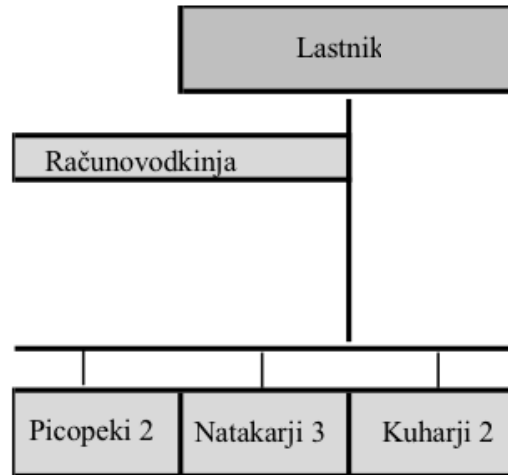 Lastnik
Računovodkinja
Picopeki 2
Natakarji 3
Kuharji 2